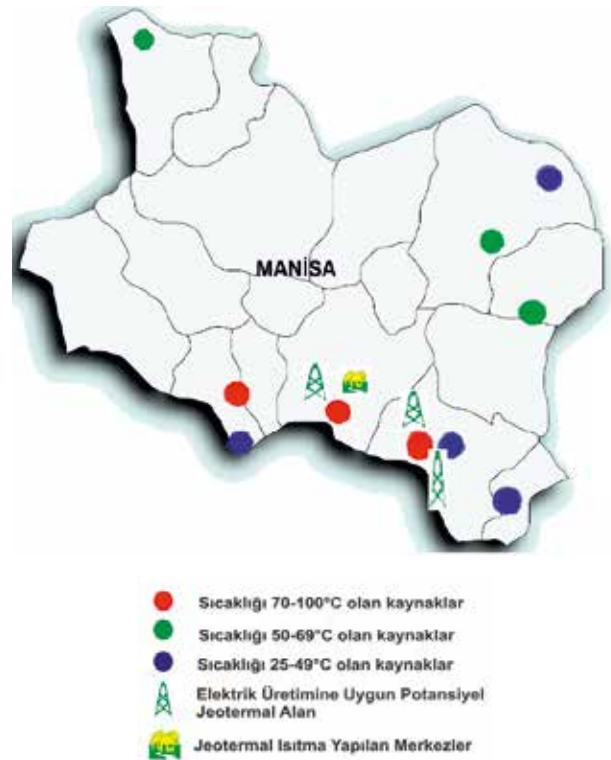 MANİSA
Sıcaklığı 70-100°C olan kaynaklar
Sıcaklığı 50-69°C olan kaynaklar
Sıcaklığı 25-49°C olan kaynaklar
Elektrik Üretimine Uygun Potansiyel
Jeotermal Alan
Jeotermal Isıtma Yapılan Merkezler